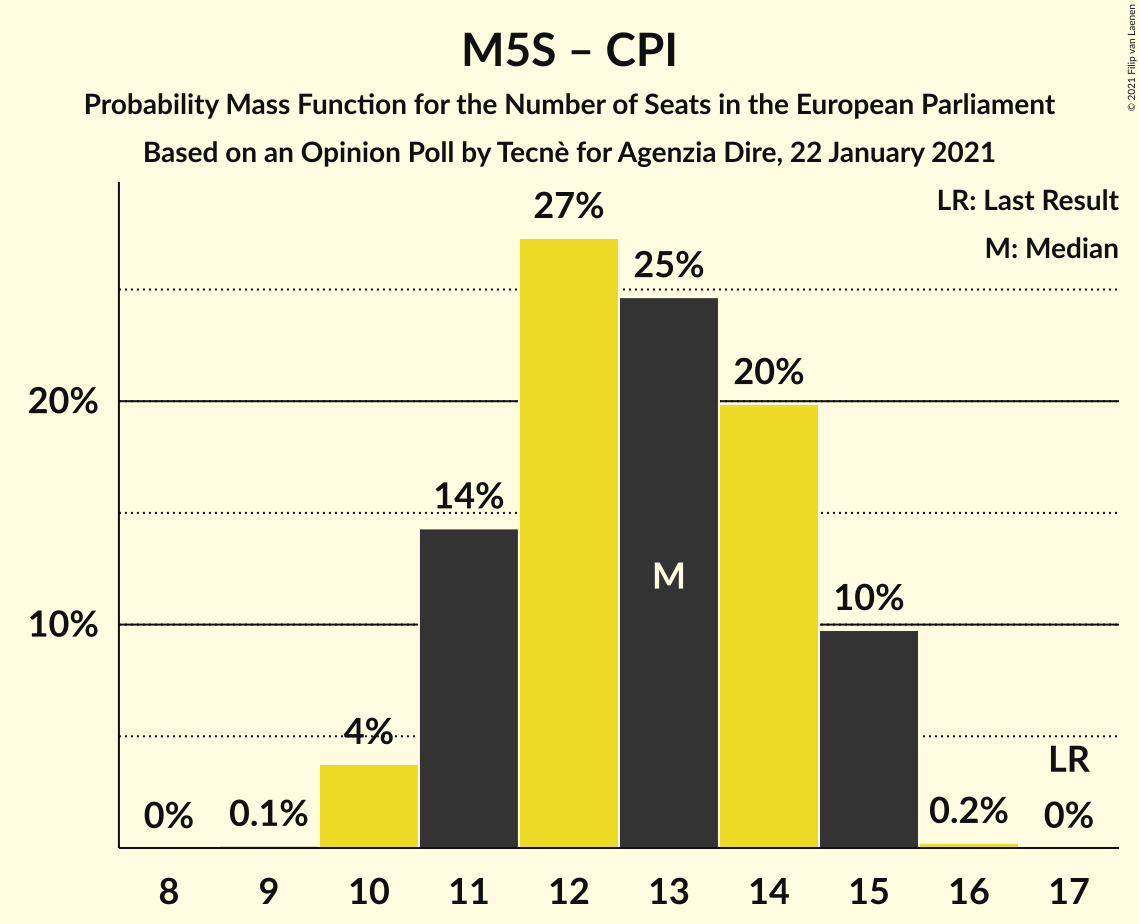 M5S – CPI
Probability Mass Function for the Number of Seats in the European Parliament
Based on an Opinion Poll by Tecnè for Agenzia Dire, 22 January 2021
© 2021 Filip van Laenen
LR: Last Result
M: Median
27%
25%
20%
20%
14%
M
10%
10%
4%
LR
0%
0.1%
0.2%
0%
8 9 10 11 12 13 14 15 16 17